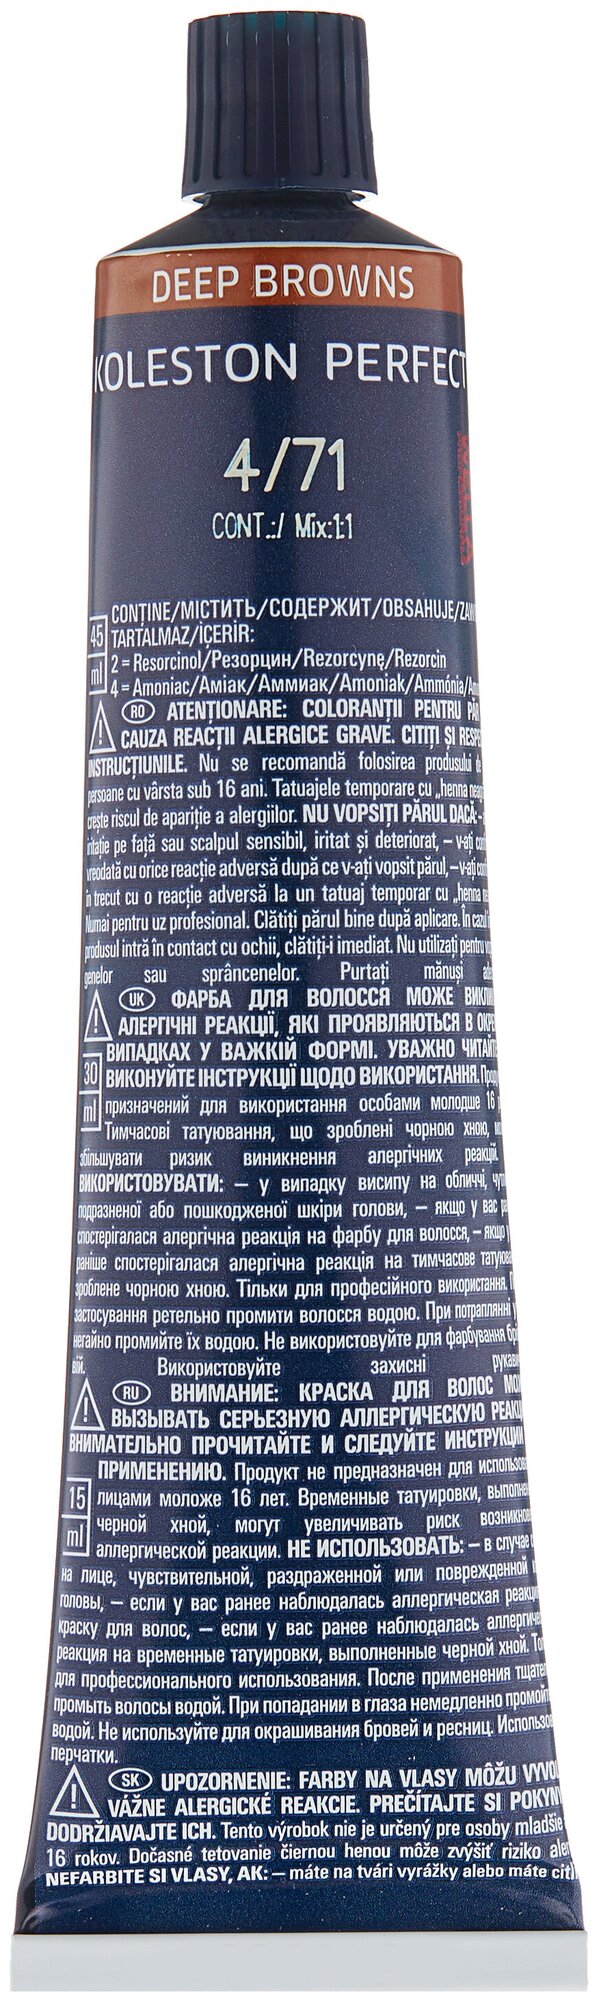 DEEP BROWNS
KOLESTON PERFECT
4/71
CONT.:/ Mix:1:1
45
ml
CONȚINE/МІСТИТЬ/СОДЕРЖИТ/OBSAHUJE/
TARTALMAZ/İÇERİR:
2 = Resorcinol/Резорцин/Rezorcynę/Rezorcin
4 = Amoniac/Аміак/Аммиак/Amoniak/Ammónia/
RO ATENȚIONARE: COLORANȚII PENTRU
CAUZA REACȚII ALERGICE GRAVE. CITIȚI ȘI
INSTRUCȚIUNILE. Nu se recomandă folosirea produsului de
persoane cu vârsta sub 16 ani. Tatuajele temporare cu „henna
crește riscul de apariție a alergiilor. NU VOPSIȚI PĂRUL DACĂ: –
iritație pe față sau scalpul sensibil, iritat și deteriorat, – v-ați
vreodată cu orice reacție adversă după ce v-ați vopsit părul, – v-ați
în trecut cu o reacție adversă la un tatuaj temporar cu „henna
Numai pentru uz profesional. Clătiți părul bine după aplicare. În cazul
produsul intră în contact cu ochii, clătiți-i imediat. Nu utilizați pentru
genelor sau sprâncenelor. Purtați mănuși
UK ФАРБА ДЛЯ ВОЛОССЯ МОЖЕ
АЛЕРГІЧНІ РЕАКЦІЇ, ЯКІ ПРОЯВЛЯЮТЬСЯ В
30
ml
ВИПАДКАХ У ВАЖКІЙ ФОРМІ. УВАЖНО
ВИКОНУЙТЕ ІНСТРУКЦІЇ ЩОДО ВИКОРИСТАННЯ.
призначений для використання особами молодше 16
Тимчасові татуювання, що зроблені чорною хною,
збільшувати ризик виникнення алергічних реакцій.
ВИКОРИСТОВУВАТИ: – у випадку висипу на обличчі,
подразненої або пошкодженої шкіри голови, – якщо у вас
спостерігалася алергічна реакція на фарбу для волосся, – якщо у
раніше спостерігалася алергічна реакція на тимчасове
зроблене чорною хною. Тільки для професійного використання.
застосування ретельно промити волосся водою. При потраплянні у
негайно промийте їх водою. Не використовуйте для фарбування
вій. Використовуйте захисні
RU ВНИМАНИЕ: КРАСКА ДЛЯ ВОЛОС
ВЫЗЫВАТЬ СЕРЬЕЗНУЮ АЛЛЕРГИЧЕСКУЮ
ВНИМАТЕЛЬНО ПРОЧИТАЙТЕ И СЛЕДУЙТЕ ИНСТРУКЦИИ
ПРИМЕНЕНИЮ. Продукт не предназначен для
15
ml
лицами моложе 16 лет. Временные татуировки,
черной хной, могут увеличивать риск
аллергической реакции. НЕ ИСПОЛЬЗОВАТЬ: – в случае
на лице, чувствительной, раздраженной или поврежденной
головы, – если у вас ранее наблюдалась аллергическая
краску для волос, – если у вас ранее наблюдалась
реакция на временные татуировки, выполненные черной хной.
для профессионального использования. После применения
промыть волосы водой. При попадании в глаза немедленно
водой. Не используйте для окрашивания бровей и ресниц.
перчатки.
SK UPOZORNENIE: FARBY NA VLASY MÔŽU
VÁŽNE ALERGICKÉ REAKCIE. PREČÍTAJTE SI
DODRŽIAVAJTE ICH. Tento výrobok nie je určený pre osoby mladšie
16 rokov. Dočasné tetovanie čiernou henou môže zvýšiť riziko
NEFARBITE SI VLASY, AK: – máte na tvári vyrážky alebo máte